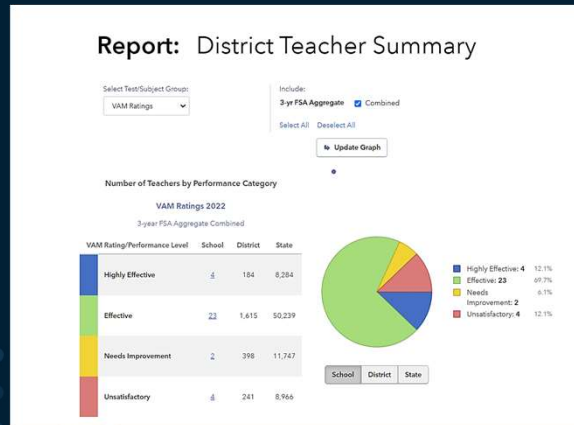 Report: District Teacher Summary
Select Test/Subject Group:
VAM Ratings
Include:
3-yr FSA Aggregate Combined
Select All Deselect All
Update Graph
Number of Teachers by Performance Category
VAM Ratings 2022
3-year FSA Aggregate Combined
VAM Rating/Performance Level School District State
Highly Effective 4 184 8,284
Effective 23 1,615 50,239
Needs Improvement 2 398 11,747
Unsatisfactory 4 241 8,966
Highly Effective: 4 12.1%
Effective: 23 69.7%
Needs 6.1%
Improvement: 2
Unsatisfactory: 4 12.1%
School District State